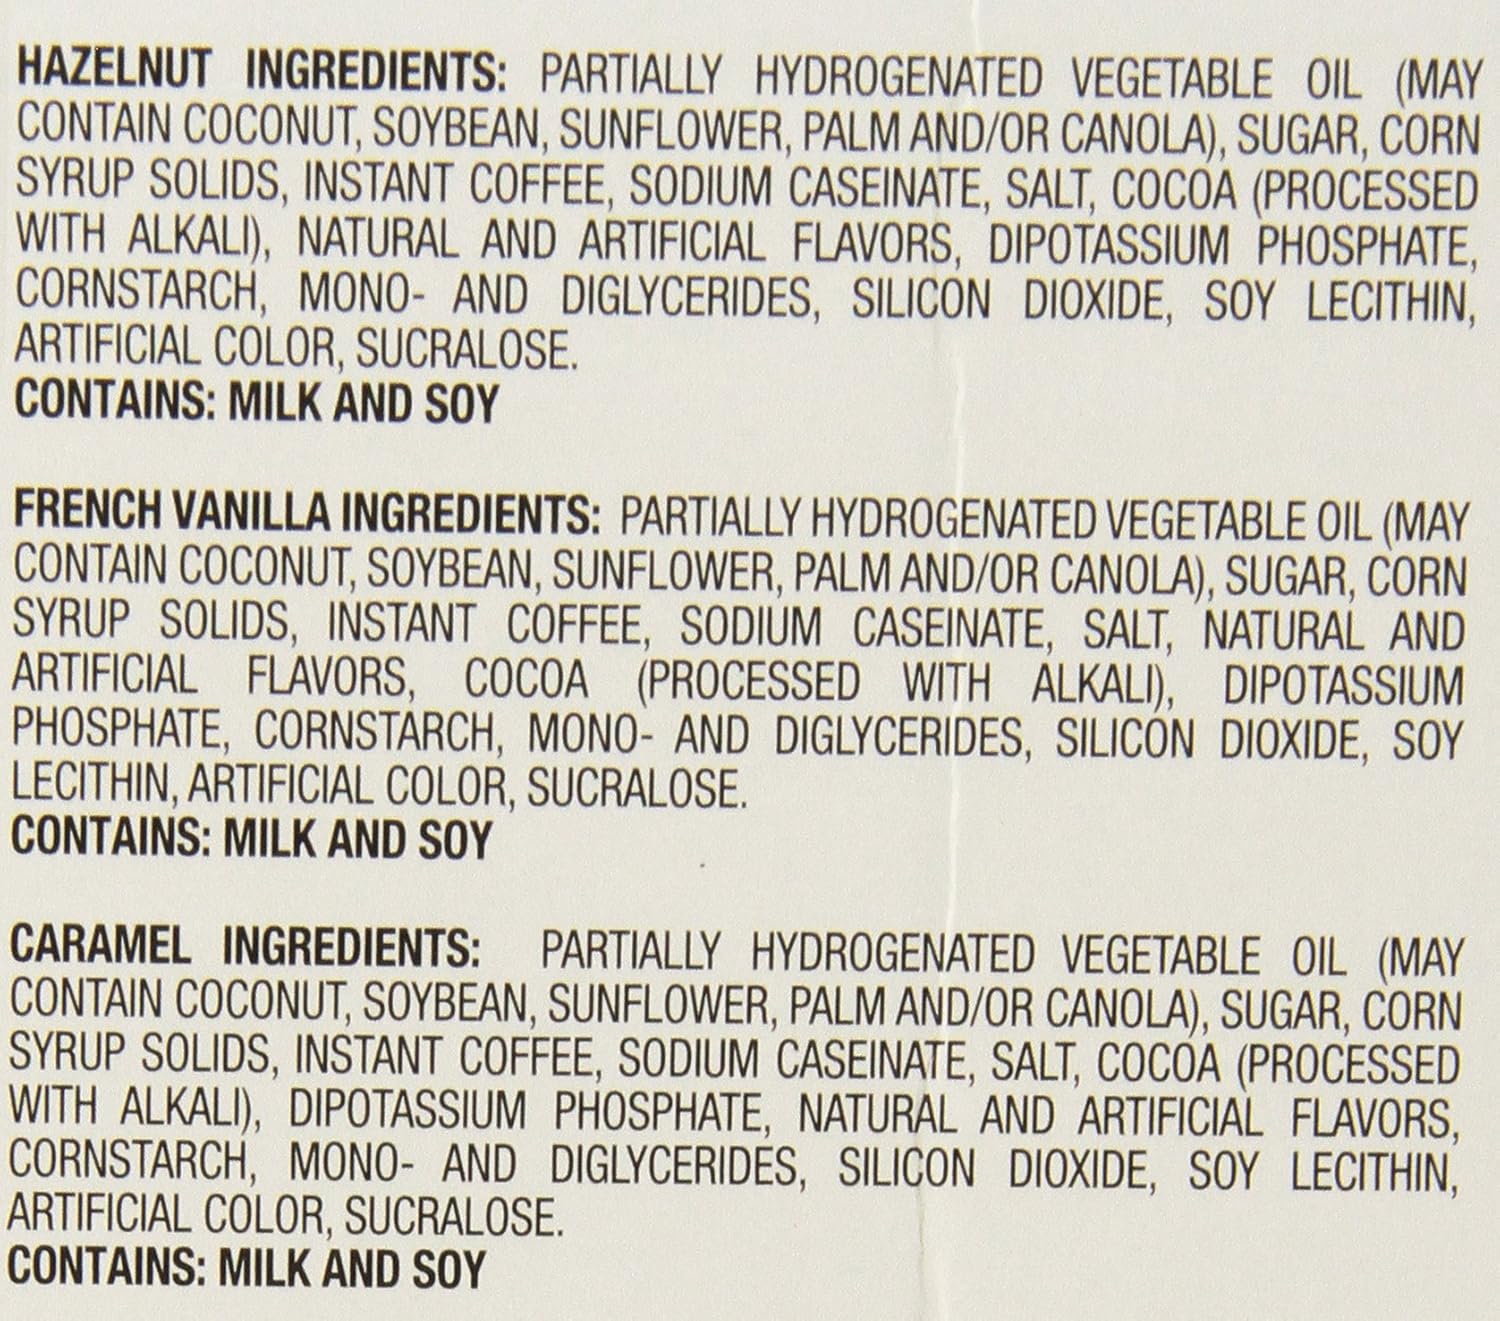 HAZELNUT INGREDIENTS: PARTIALLY HYDROGENATED VEGETABLE OIL (MAY
CONTAIN COCONUT, SOYBEAN, SUNFLOWER, PALM AND/OR CANOLA), SUGAR, CORN
SYRUP SOLIDS, INSTANT COFFEE, SODIUM CASEINATE, SALT, COCOA (PROCESSED
WITH ALKALI), NATURAL AND ARTIFICIAL FLAVORS, DIPOTASSIUM PHOSPHATE,
CORNSTARCH, MONO- AND DIGLYCERIDES, SILICON DIOXIDE, SOY LECITHIN,
ARTIFICIAL COLOR, SUCRALOSE.
CONTAINS: MILK AND SOY
FRENCH VANILLA INGREDIENTS: PARTIALLY HYDROGENATED VEGETABLE OIL (MAY
CONTAIN COCONUT, SOYBEAN, SUNFLOWER, PALM AND/OR CANOLA), SUGAR, CORN
SYRUP SOLIDS, INSTANT COFFEE, SODIUM CASEINATE, SALT, NATURAL AND
ARTIFICIAL FLAVORS, COCOA (PROCESSED WITH ALKALI), DIPOTASSIUM
PHOSPHATE, CORNSTARCH, MONO- AND DIGLYCERIDES, SILICON DIOXIDE, SOY
LECITHIN, ARTIFICIAL COLOR, SUCRALOSE.
CONTAINS: MILK AND SOY
CARAMEL INGREDIENTS: PARTIALLY HYDROGENATED VEGETABLE OIL (MAY
CONTAIN COCONUT, SOYBEAN, SUNFLOWER, PALM AND/OR CANOLA), SUGAR, CORN
SYRUP SOLIDS, INSTANT COFFEE, SODIUM CASEINATE, SALT, COCOA (PROCESSED
WITH ALKALI), DIPOTASSIUM PHOSPHATE, NATURAL AND ARTIFICIAL FLAVORS,
CORNSTARCH, MONO- AND DIGLYCERIDES, SILICON DIOXIDE, SOY LECITHIN,
ARTIFICIAL COLOR, SUCRALOSE.
CONTAINS: MILK AND SOY